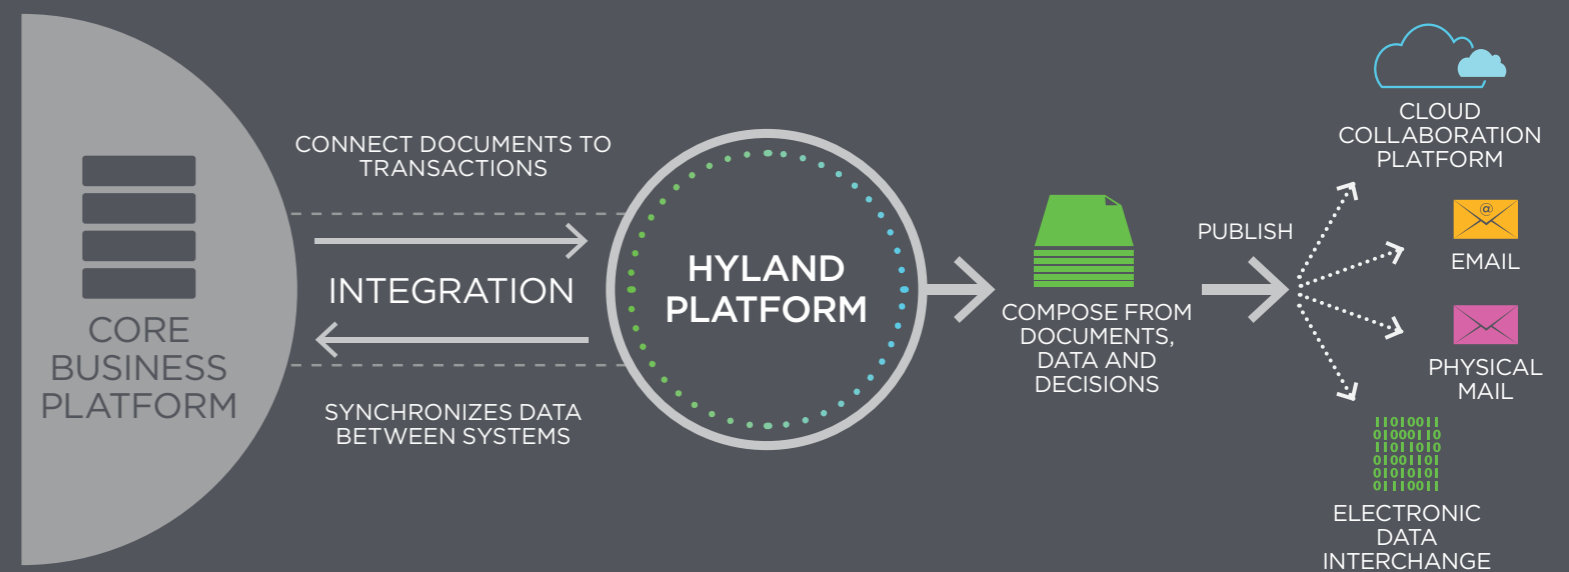 CORE
BUSINESS
PLATFORM
CONNECT DOCUMENTS TO
TRANSACTIONS
INTEGRATION
SYNCHRONIZES DATA
BETWEEN SYSTEMS
HYLAND
PLATFORM
COMPOSE FROM
DOCUMENTS,
DATA AND
DECISIONS
PUBLISH
CLOUD
COLLABORATION
PLATFORM
@
EMAIL
PHYSICAL
MAIL
11010011
01000110
11011010
01001101
01010101
01110011
ELECTRONIC
DATA
INTERCHANGE